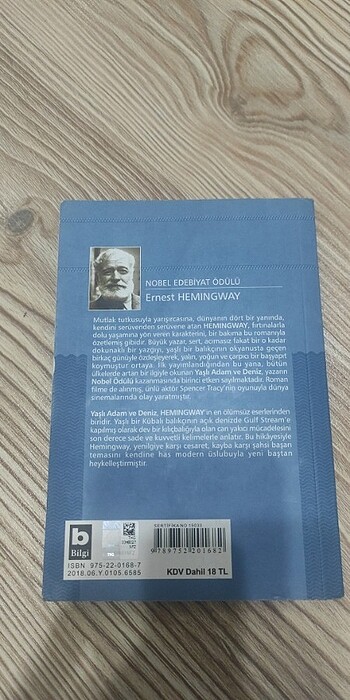 NOBEL EDEBİYAT ÖDÜLÜ
Ernest HEMINGWAY
Mutlak tutkusuyla yarışırcasına, dünyanın dört bir yanında,
kendini serüvenden serüvene atan HEMINGWAY, fırtınalarla
dolu yaşamına veren karakterini, bir bakıma bu romanıyla
özetlemiş gibidir. Büyük yazar, sert, acımasız fakat bir o kadar
dokunaklı bir yazgıyı, yaşlı bir balıkçının okyanusta geçen
birkaç günüyle özdeşleyerek, yalın, yoğun ve çarpıcı bir başyapıt
koymuştur ortaya. İlk yayımlandığından bu yana, bütün
ülkelerde artan bir ilgiyle okunan Yaşlı Adam ve Deniz, yazarın
Nobel Ödülü kazanmasında birinci etken sayılmaktadır. Roman
filme de alınmış, ünlü aktör Spencer Tracy'nin oyunuyla dünya
sinemalarında olay yaratmıştır.
Yaşlı Adam ve Deniz, HEMINGWAY'in en ölümsüz eserlerinden
biridir. Yaşlı bir Kübalı balıkçının açık denizde Gulf Stream'e
kapılmış olarak dev bir kılıçbalığıyla olan can yakıcı mücadelesini
son derece sade ve kuvvetli kelimelerle anlatır. Bu hikâyesiyle
Hemingway, yenilgiye karşı cesaret, kayba karşı şahsi başarı
temasını kendine has modern üslubuyla yeni baştan
heykelleştirmiştir.
b
Bilgi
SERTİFİKA NO
9789752201682
ISBN 975-22-0168-7
2018.06.Y.0105.6585
KDV Dahil 18 TL